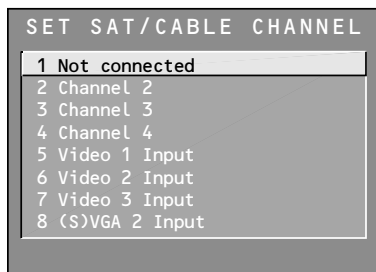 SET SAT/CABLE CHANNEL
1 Not connected
2 Channel 2
3 Channel 3
4 Channel 4
5 Video 1 Input
6 Video 2 Input
7 Video 3 Input
8 (S)VGA 2 Input